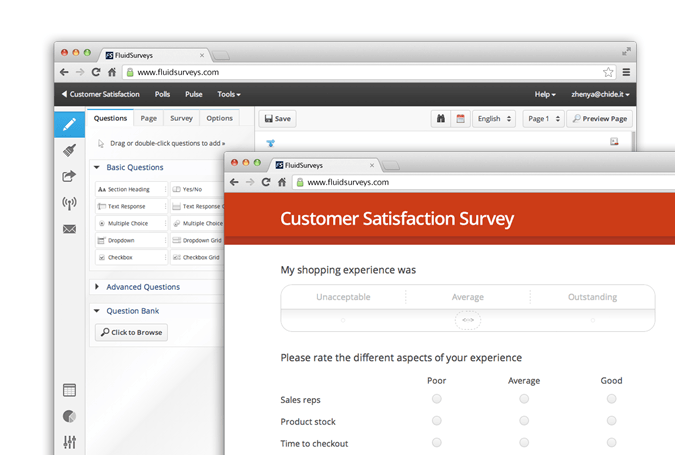 FluidSurveys
www.fluidsurveys.com
Customer Satisfaction Polls Pulse Tools Help zhenya@chide.it
Questions Page Survey Options Save English Page 1 Preview Page
Drag or double-click questions to add »
Basic Questions
AA Section Heading Yes/No
Text Response Text Response
Multiple Choice Multiple Choice
Dropdown Dropdown Grid
Checkbox Checkbox Grid
Advanced Questions
Question Bank
Click to Browse
FluidSurveys
www.fluidsurveys.com
Customer Satisfaction Survey
My shopping experience was
Unacceptable Average Outstanding
Please rate the different aspects of your experience
Poor Average Good
Sales reps
Product stock
Time to checkout